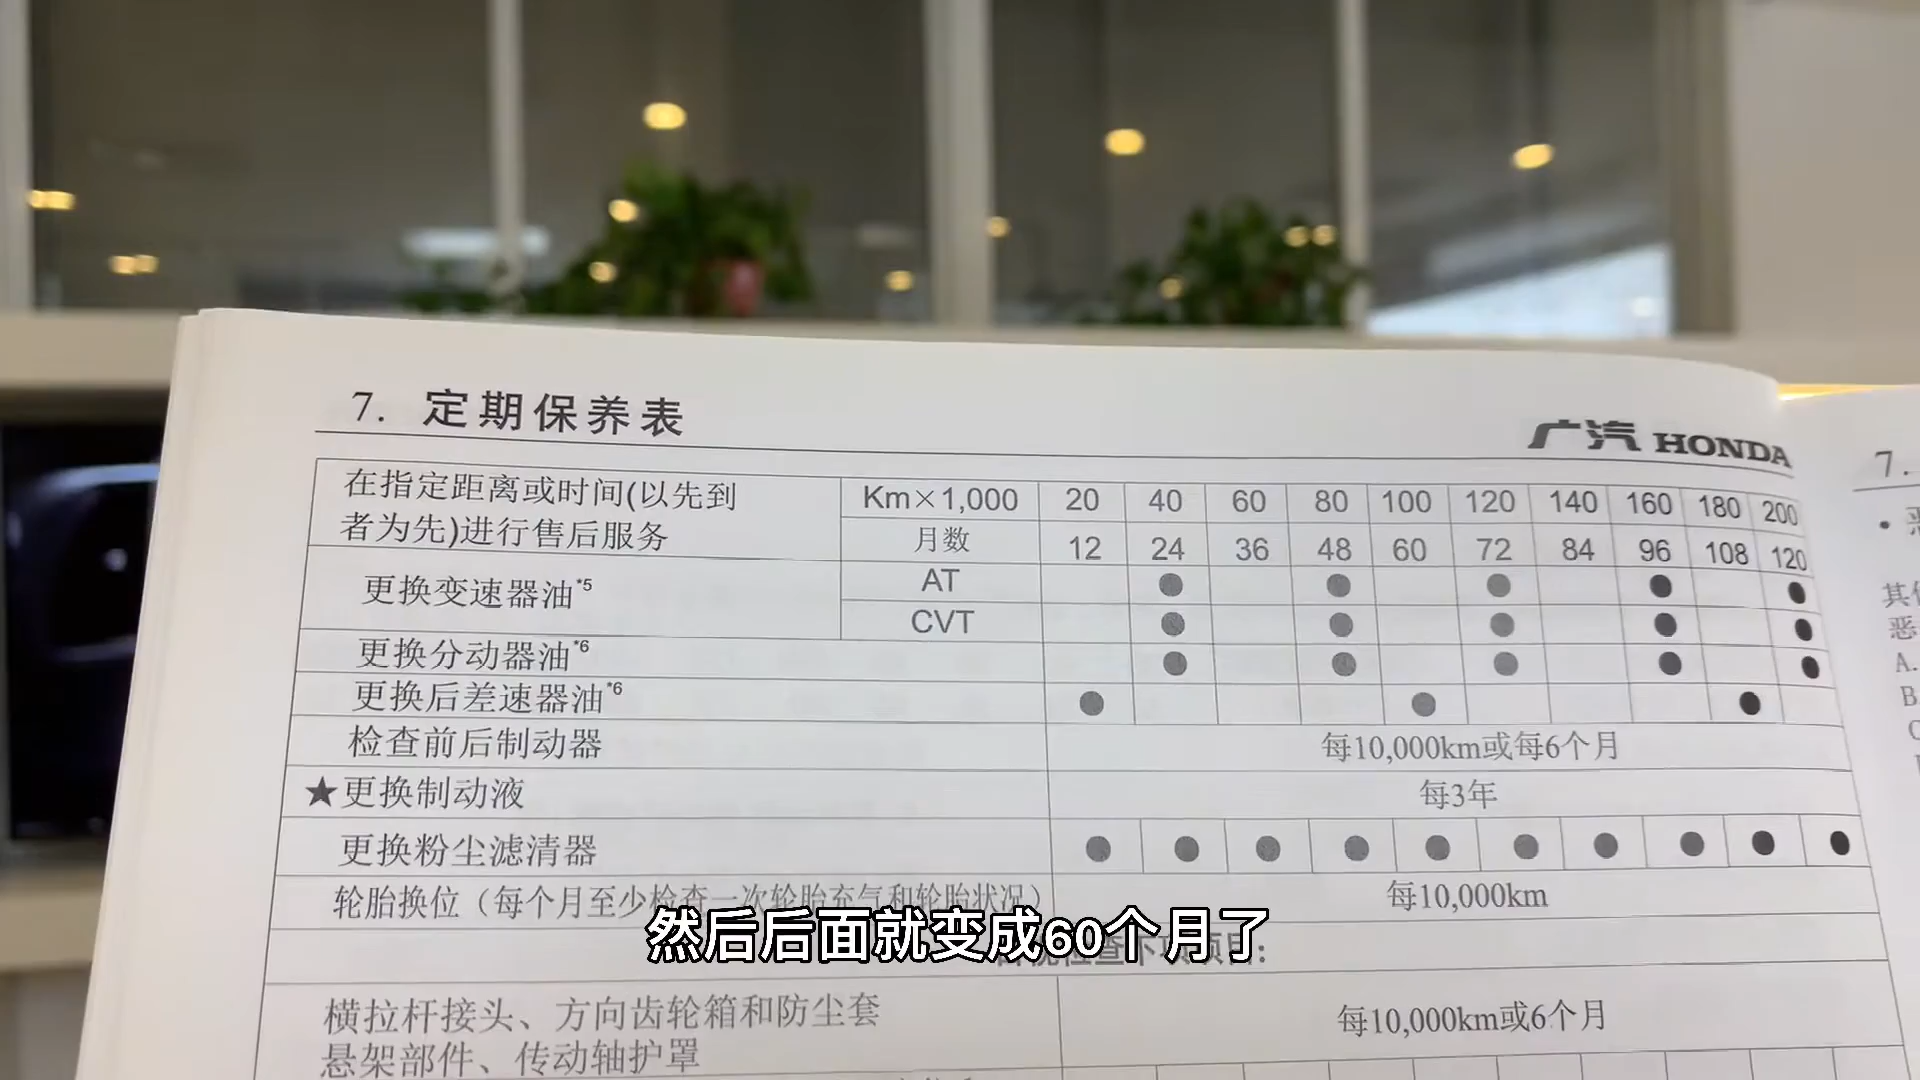 7. 定期保养表
广汽 HONDA
在指定距离或时间(以先到
者为先)进行售后服务
Km×1,000 20 40 60 80 100 120 140 160 180 200
月数 12 24 36 48 60 72 84 96 108 120
更换变速器油*5
AT ● ● ● ● ●
CVT ● ● ● ● ●
更换分动器油*6 ● ● ● ● ●
更换后差速器油*6 ● ● ●
检查前后制动器 每10,000km或每6个月
★更换制动液 每3年
更换粉尘滤清器 ● ● ● ● ● ● ● ● ● ●
轮胎换位（每个月至少检查一次轮胎充气和轮胎状况） 每10,000km
然后后面就变成60个月了
横拉杆接头、方向齿轮箱和防尘套
悬架部件、传动轴护罩
每10,000km或6个月
7.
其
恶
A.
B